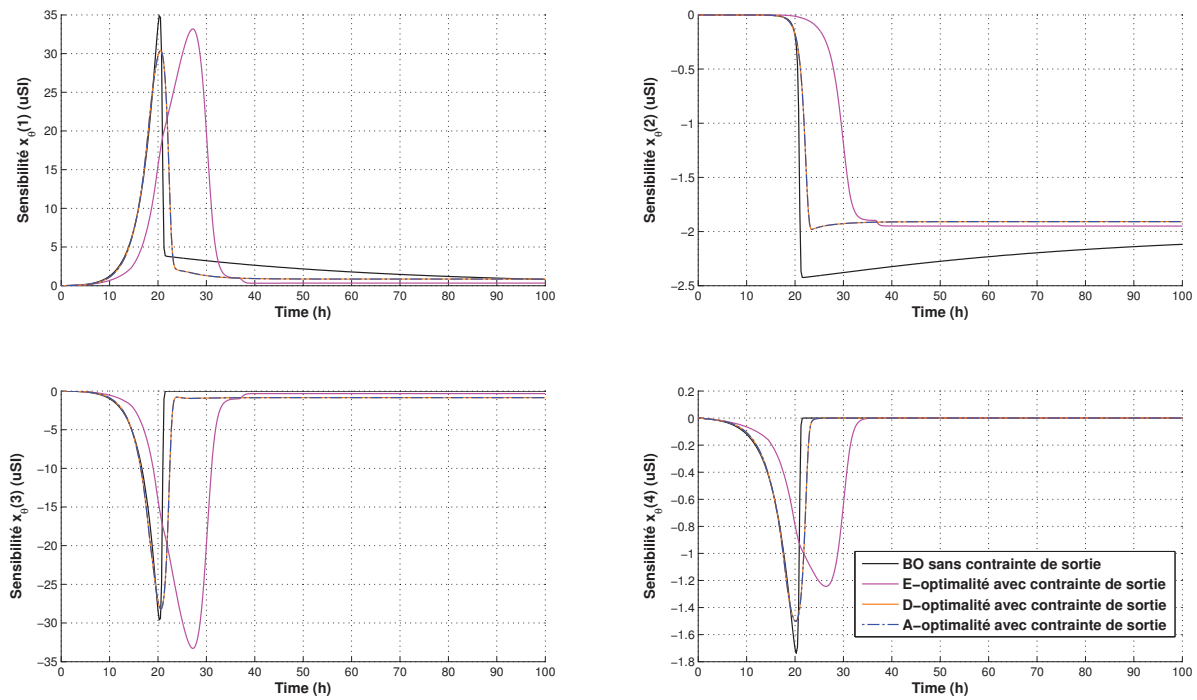 35
30
25
20
15
10
5
0
Sensibilité xθ(1) (uSI)
0 10 20 30 40 50 60 70 80 90 100
Time (h)
0
−0.5
−1
−1.5
−2
−2.5
Sensibilité xθ(2) (uSI)
0 10 20 30 40 50 60 70 80 90 100
Time (h)
0
−5
−10
−15
−20
−25
−30
−35
Sensibilité xθ(3) (uSI)
0 10 20 30 40 50 60 70 80 90 100
Time (h)
0.2
0
−0.2
−0.4
−0.6
−0.8
−1
−1.2
−1.4
−1.6
−1.8
Sensibilité xθ(4) (uSI)
BO sans contrainte de sortie
E−optimalité avec contrainte de sortie
D−optimalité avec contrainte de sortie
A−optimalité avec contrainte de sortie
0 10 20 30 40 50 60 70 80 90 100
Time (h)